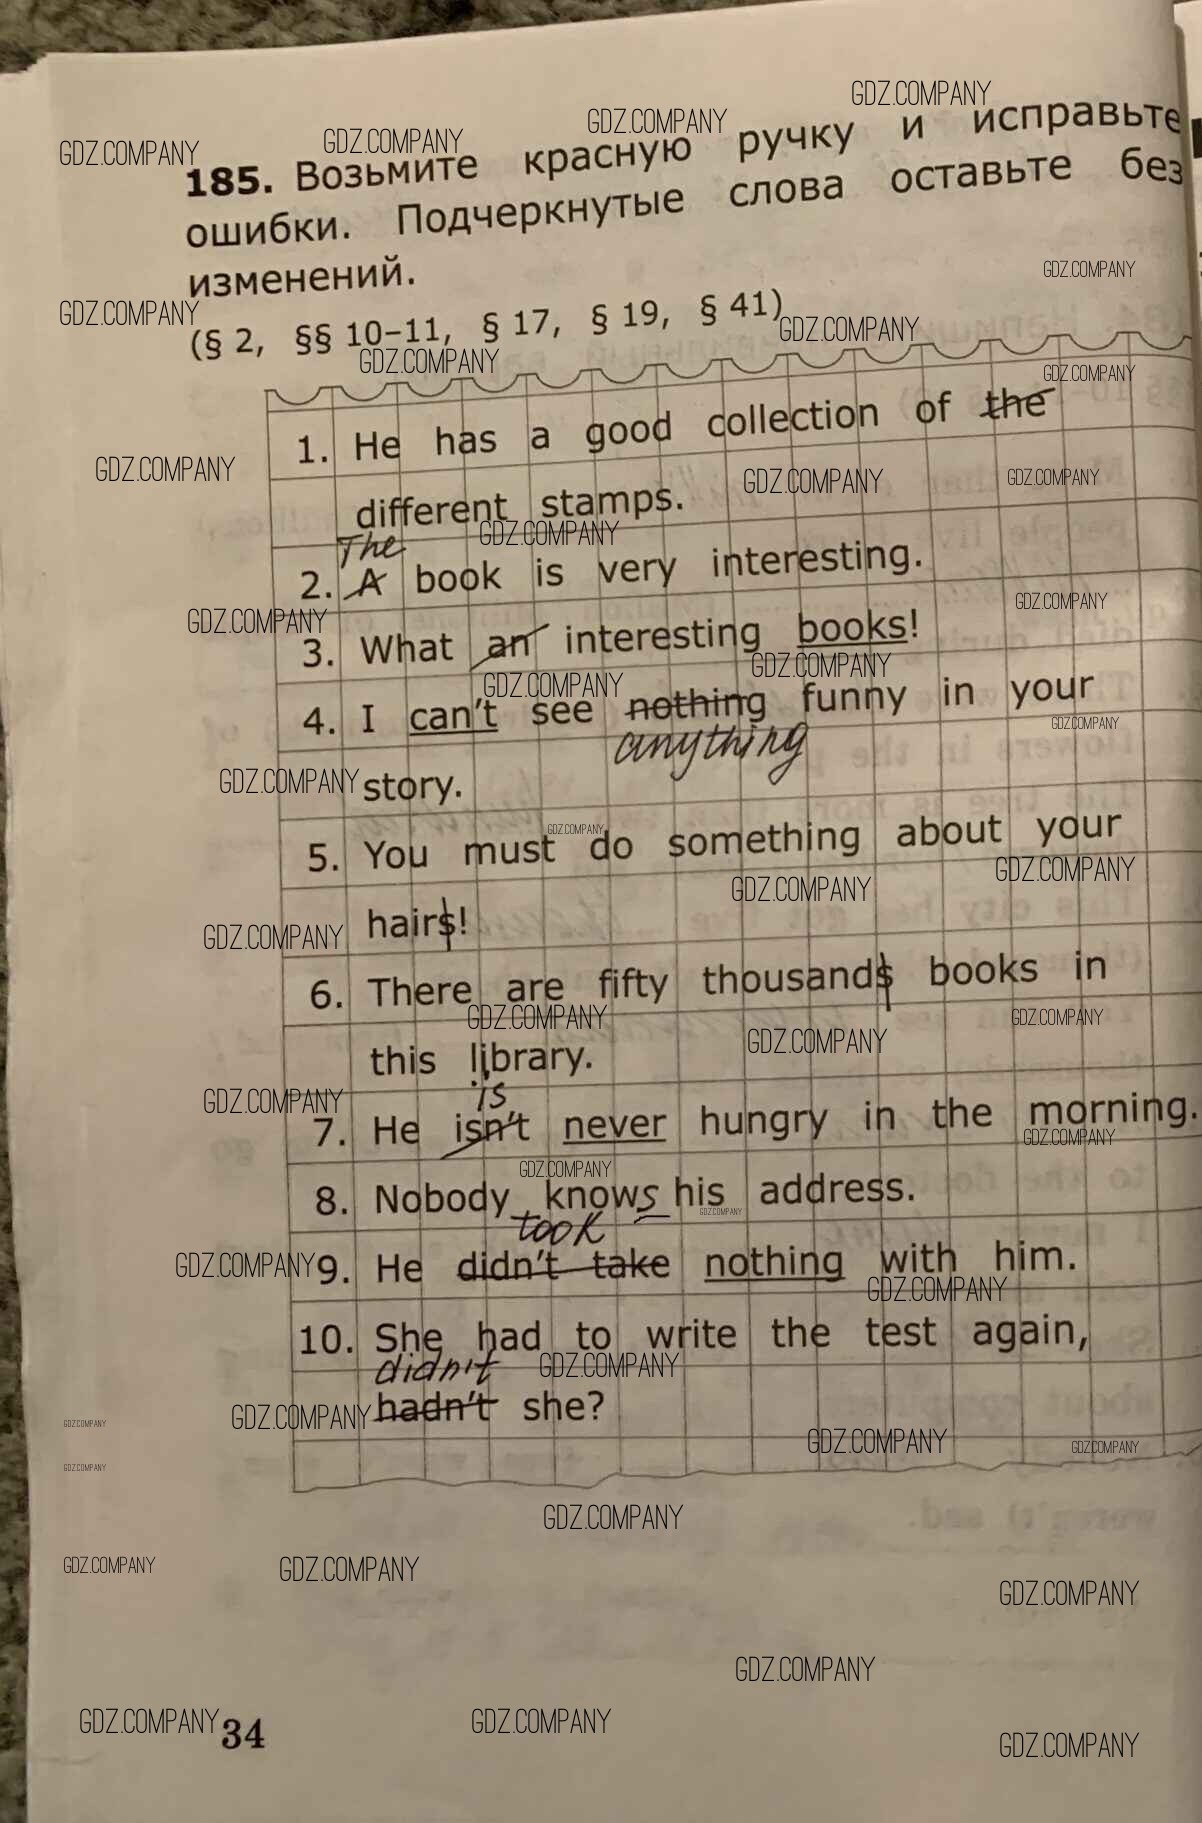 185. Возьмите красную ручку и исправьте
ошибки. Подчеркнутые слова оставьте без
изменений.
(§ 2, §§ 10–11, § 17, § 19, § 41)
1. He has a good collection of the
different stamps.
The
2. A book is very interesting.
3. What an interesting books!
4. I can't see nothing funny in your
anything
story.
5. You must do something about your
hairs!
6. There are fifty thousands books in
this library.
is
7. He isn't never hungry in the morning.
8. Nobody knows his address.
took
9. He didn't take nothing with him.
10. She had to write the test again,
didn't
hadn't she?
34
GDZ.COMPANY